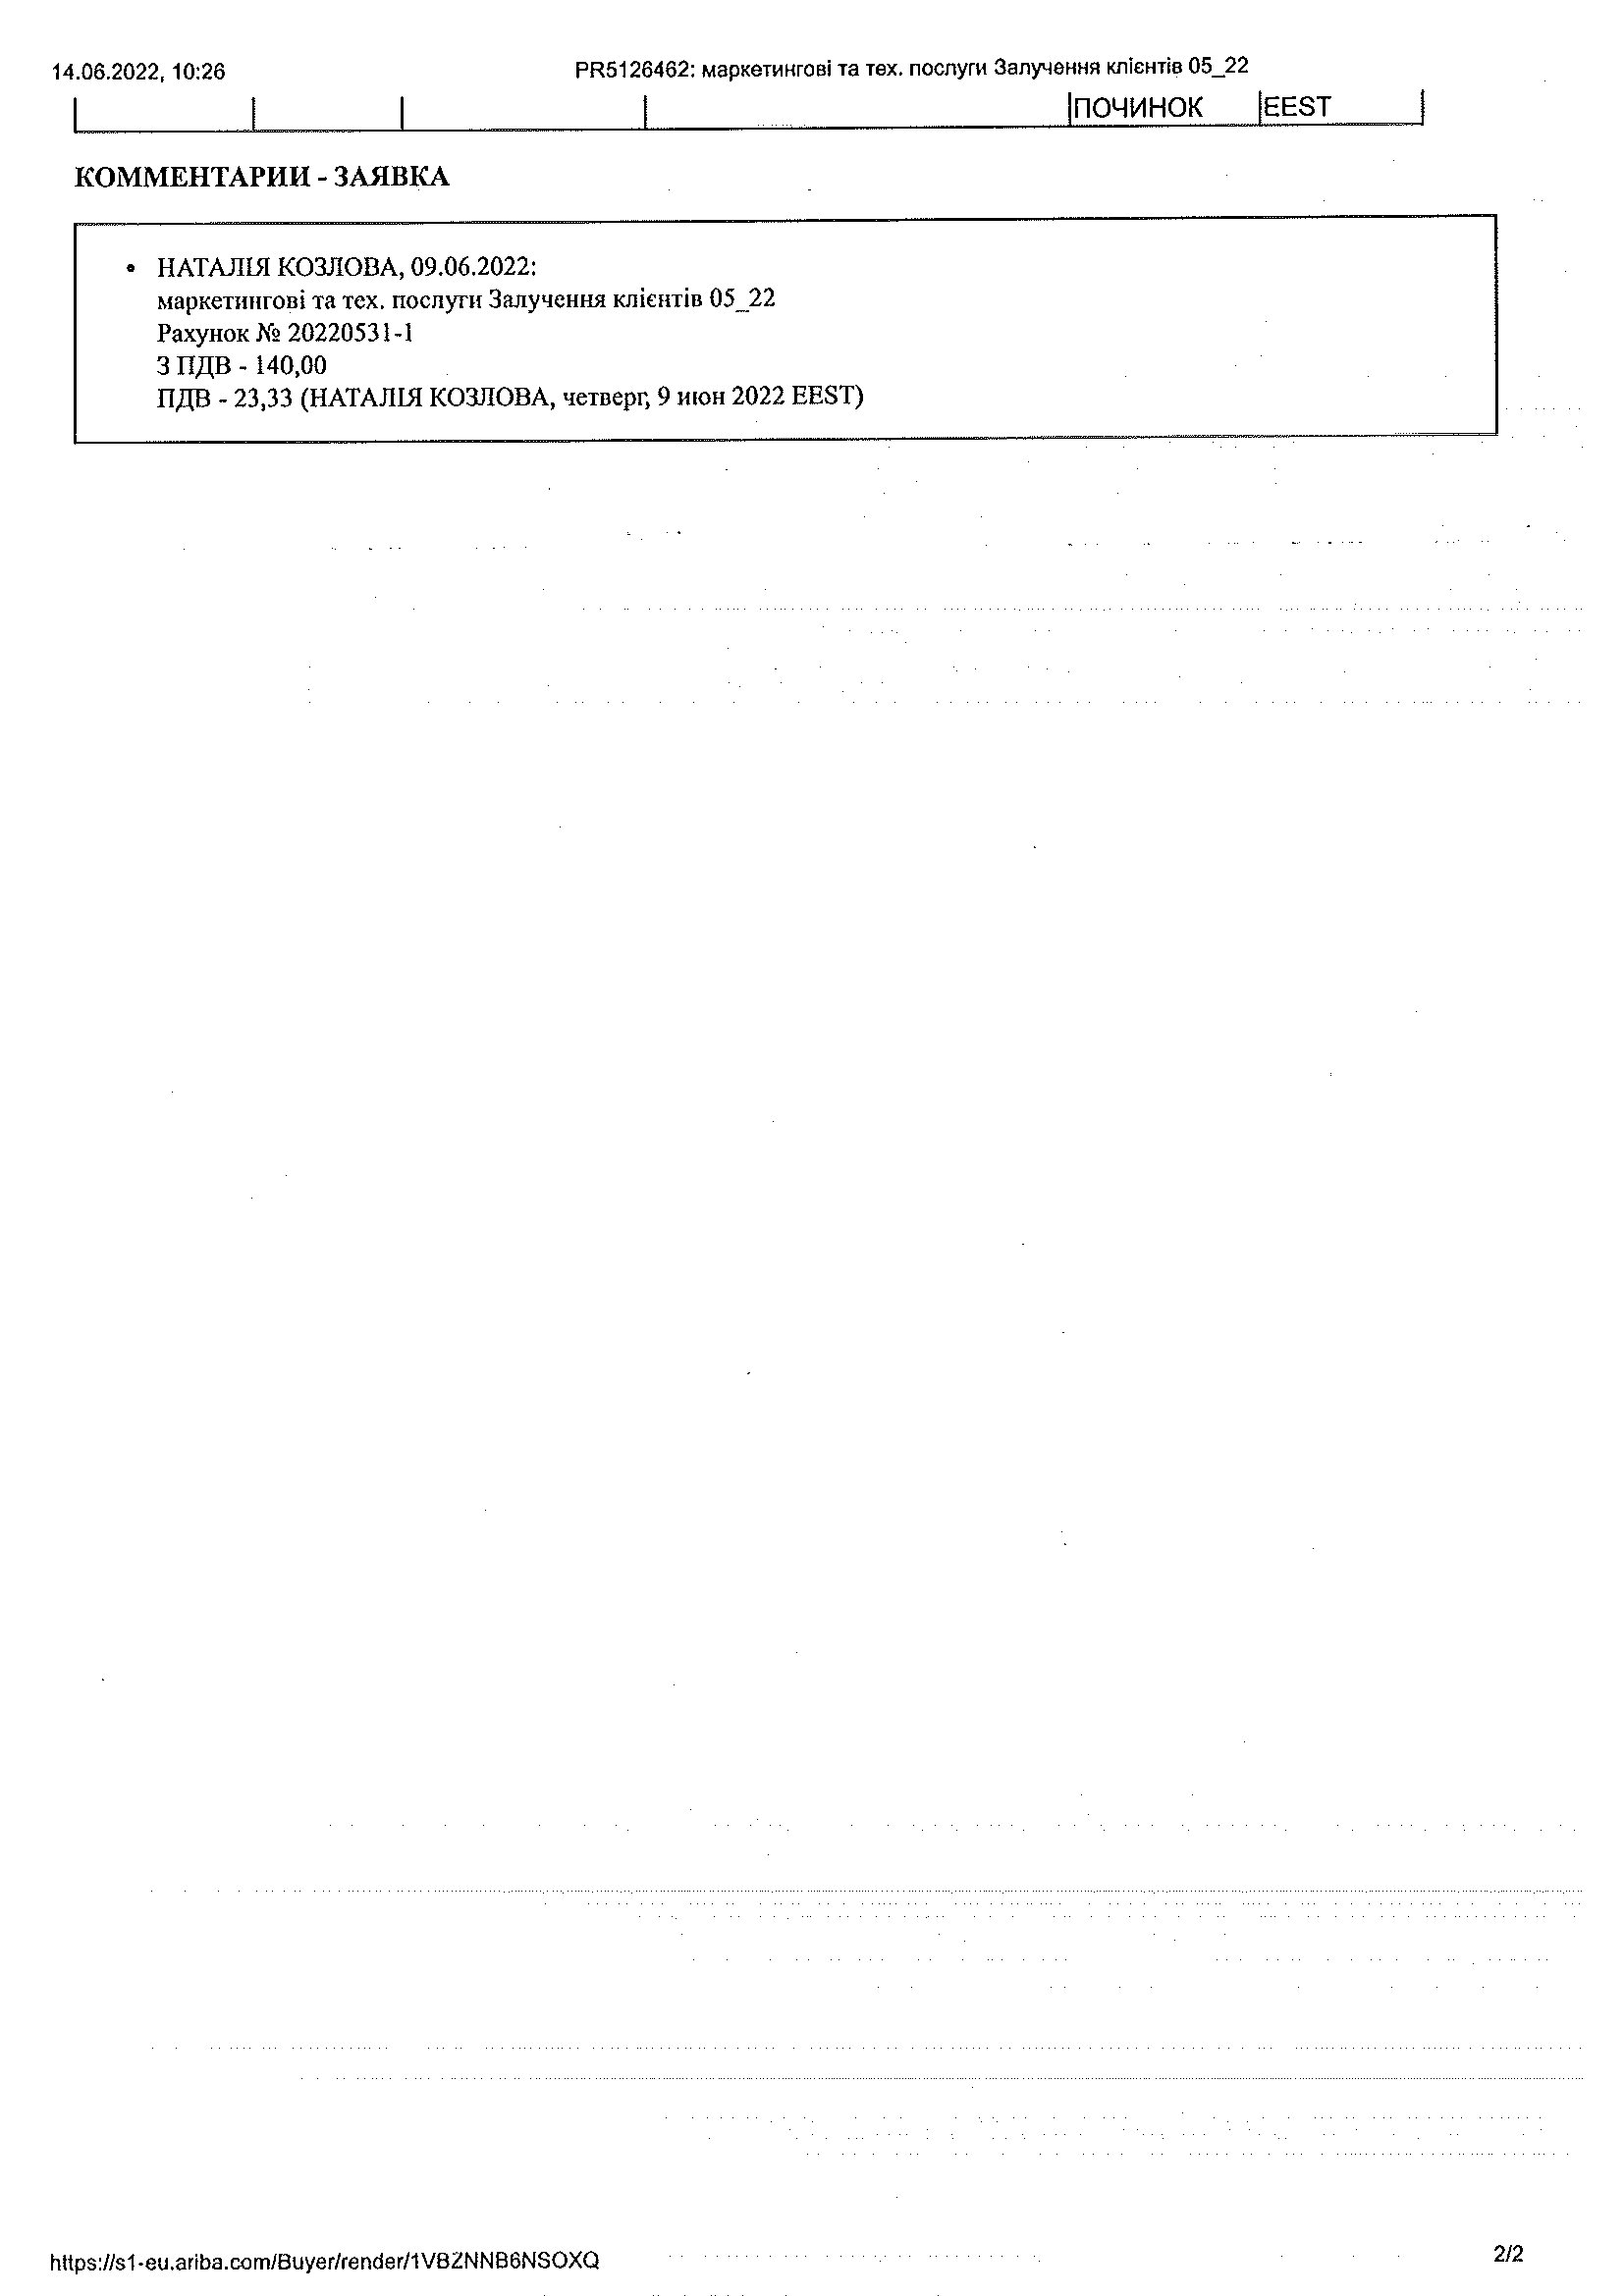 14.06.2022, 10:26
PR5126462: маркетингові та тех. послуги Залучення клієнтів 05_22
ПОЧИНОК EEST
КОММЕНТАРИИ - ЗАЯВКА
• НАТАЛІЯ КОЗЛОВА, 09.06.2022:
маркетингові та тех. послуги Залучення клієнтів 05_22
Рахунок № 20220531-1
З ПДВ - 140,00
ПДВ - 23,33 (НАТАЛІЯ КОЗЛОВА, четверг, 9 июн 2022 EEST)
https://s1-eu.ariba.com/Buyer/render/1VBZNNB6NSOXQ
2/2